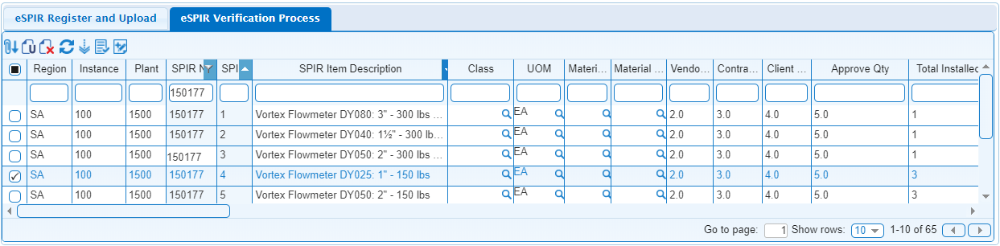 eSPIR Register and Upload eSPIR Verification Process
Region Instance Plant SPIR N SPI SPIR Item Description Class UOM Materi... Material ... Vendo... Contra... Client ... Approve Qty Total Installed
150177
SA 100 1500 150177 1 Vortex Flowmeter DY080: 3" - 300 lbs ... EA 2.0 3.0 4.0 5.0 1
SA 100 1500 150177 2 Vortex Flowmeter DY040: 1½" - 300 lb... EA 2.0 3.0 4.0 5.0 1
SA 100 1500 150177 3 Vortex Flowmeter DY050: 2" - 300 lbs ... EA 2.0 3.0 4.0 5.0 1
SA 100 1500 150177 4 Vortex Flowmeter DY025: 1" - 150 lbs EA 2.0 3.0 4.0 5.0 3
SA 100 1500 150177 5 Vortex Flowmeter DY050: 2" - 150 lbs EA 2.0 3.0 4.0 5.0 3
Go to page: 1 Show rows: 10 1-10 of 65